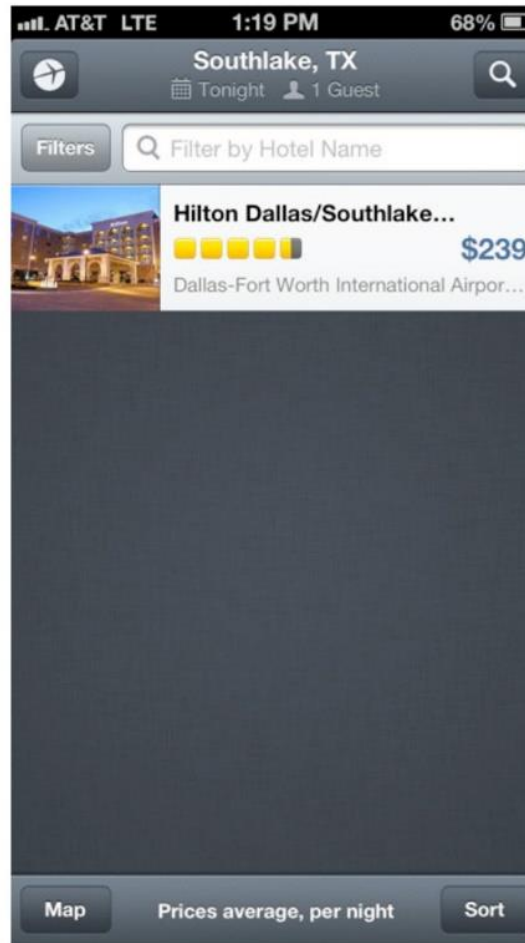 AT&T LTE 1:19 PM 68%
Southlake, TX
Tonight 1 Guest
Filters Filter by Hotel Name
Hilton Dallas/Southlake...
$239
Dallas-Fort Worth International Airpor...
Map Prices average, per night Sort